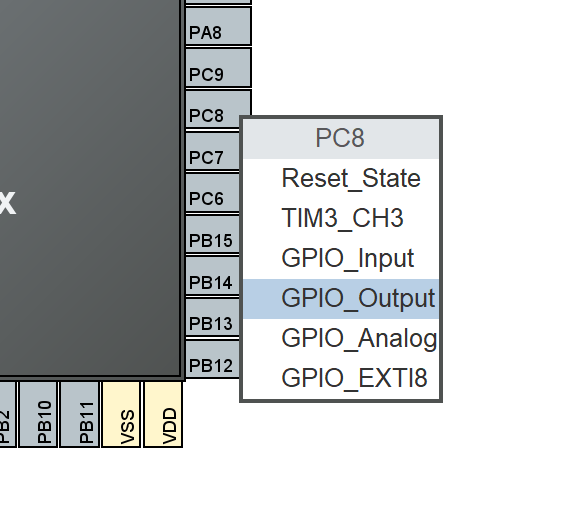 PA8
PC9
PC8
PC7
PC6
PB15
PB14
PB13
PB12
x
PC8
Reset_State
TIM3_CH3
GPIO_Input
GPIO_Output
GPIO_Analog
GPIO_EXTI8
PB2
PB10
PB11
VSS
VDD